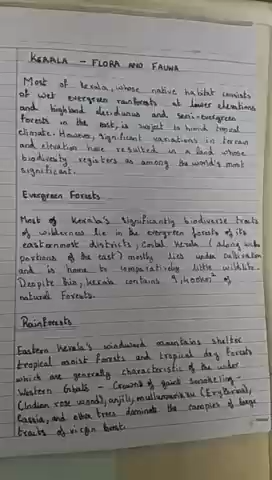 KERALA - FLORA AND FAUNA
Most of Kerala, whose native habitat consists
of wet evergreen rainforests at lower elevations
and highland deciduous and semi-evergreen
forests in the east, is subject to humid tropical
climate. However, significant variations in terrain
and elevation have resulted in a land whose
biodiversity registers as among the world's most
significant.
Evergreen Forests
Most of Kerala's significantly biodiverse tracts
of wilderness lie in the evergreen forests of its
easternmost districts; Costal Kerala (along with
portions of the east) mostly lies under cultivation
and is home to comparatively little wildlife.
Despite this, Kerala contains 9,400km² of
natural forests.
Rainforests
Eastern Kerala's windward mountains shelter
tropical moist forests and tropical dry forests
which are generally characteristic of the wider
Western Ghats - Crowns of giant
(Indian rose wood), anjili, mullumurikku (Erythrina),
Cassia, and other trees dominate the canopies of large
tracts of virgin forest.